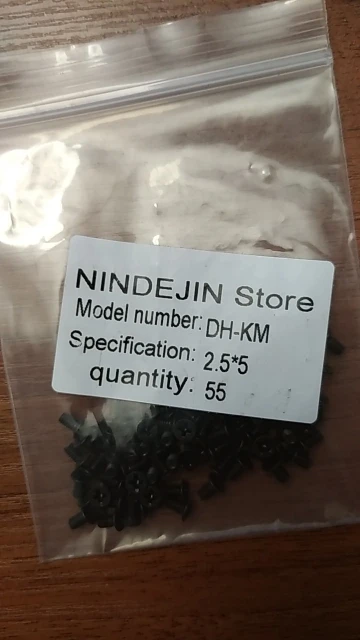 NINDEJIN Store
Model number: DH-KM
Specification: 2.5*5
quantity: 55